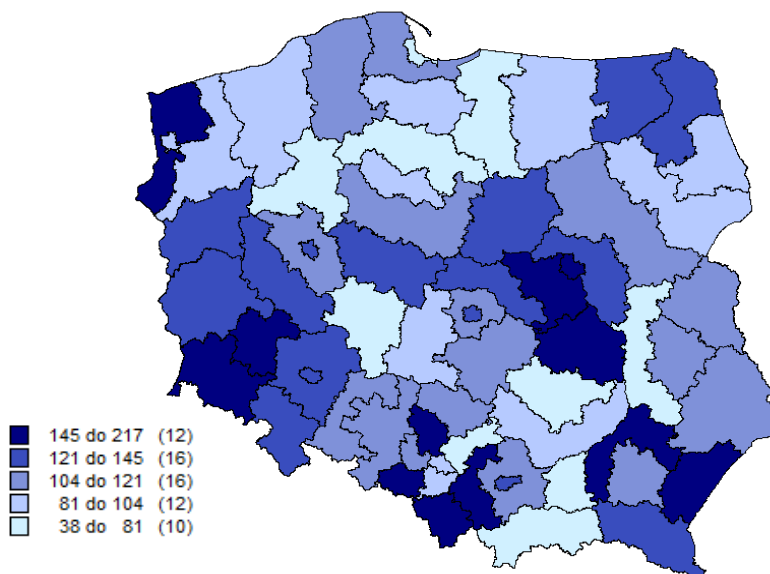 145 do 217 (12)
121 do 145 (16)
104 do 121 (16)
81 do 104 (12)
38 do 81 (10)